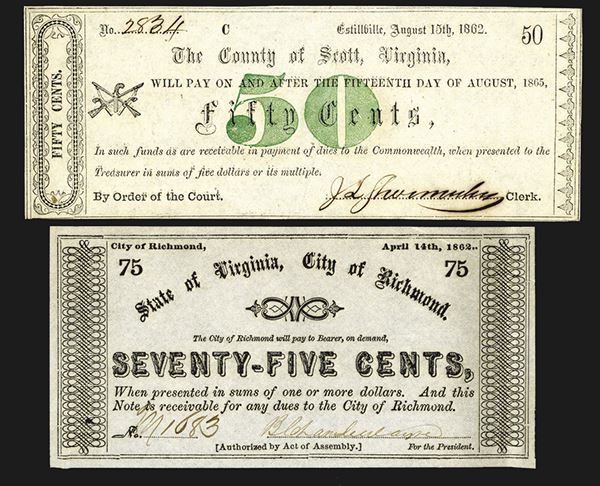 No. 2834 C Estillville, August 15th, 1862. 50
The County of Scott, Virginia,
WILL PAY ON AND AFTER THE FIFTEENTH DAY OF AUGUST, 1865,
50
Fifty Cents,
FIFTY CENTS.
In such funds as are receivable in payment of dues to the Commonwealth, when presented to the
Treasurer in sums of five dollars or its multiple.
By Order of the Court. Clerk.
City of Richmond, April 14th, 1862..
75 75
State of Virginia, City of Richmond.
The City of Richmond will pay to Bearer, on demand,
SEVENTY-FIVE CENTS,
When presented in sums of one or more dollars. And this
Note is receivable for any dues to the City of Richmond.
No. M1083
[Authorized by Act of Assembly.] For the President.